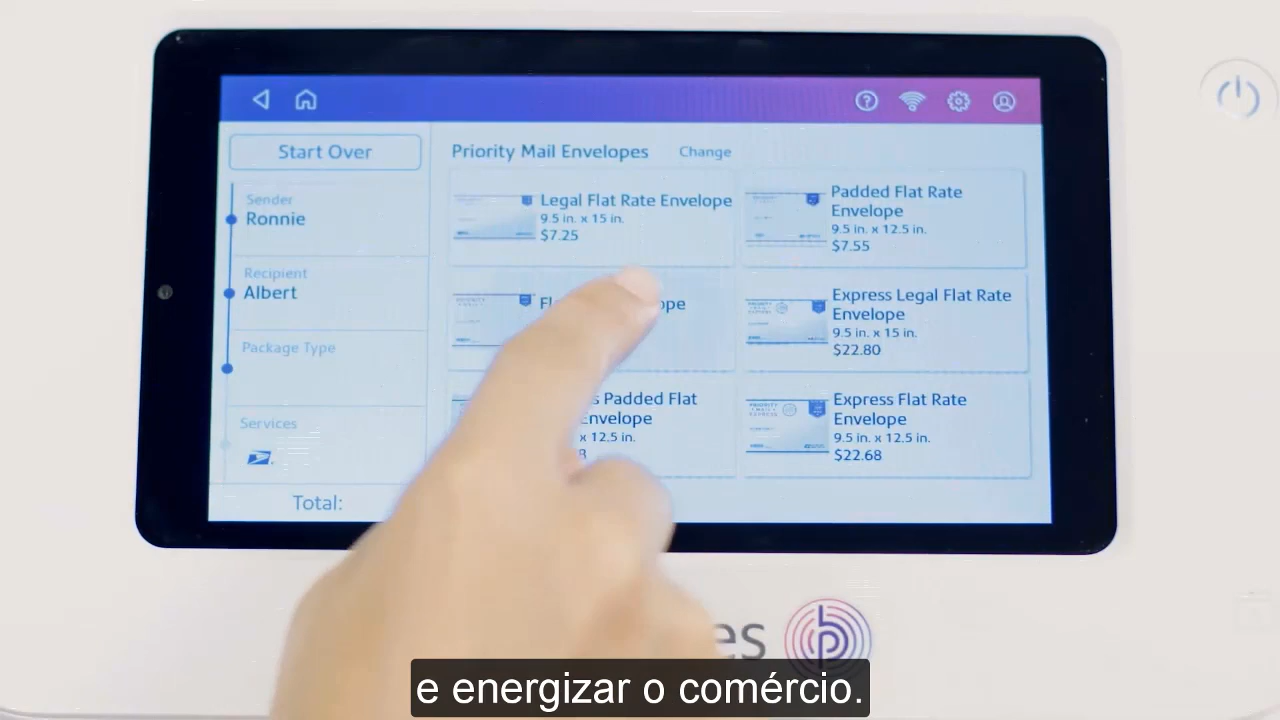 Start Over
Sender
Ronnie
Recipient
Albert
Package Type
Services
Total:
Priority Mail Envelopes Change
Legal Flat Rate Envelope
9.5 in. x 15 in.
$7.25
Padded Flat Rate
Envelope
9.5 in. x 12.5 in.
$7.55
Express Legal Flat Rate
Envelope
9.5 in. x 15 in.
$22.80
Padded Flat
Envelope
x 12.5 in.
Express Flat Rate
Envelope
9.5 in. x 12.5 in.
$22.68
e energizar o comércio.